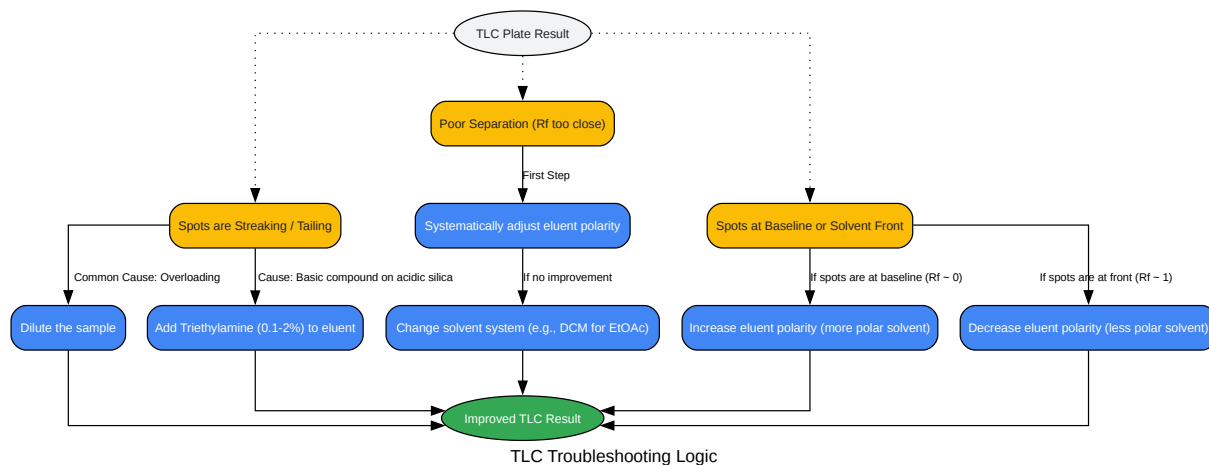 TLC Plate Result
Poor Separation (Rf too close)
First Step
Spots are Streaking / Tailing
Systematically adjust eluent polarity
Spots at Baseline or Solvent Front
Common Cause: Overloading
Cause: Basic compound on acidic silica
If no improvement
If spots are at baseline (Rf ~ 0)
If spots are at front (Rf ~ 1)
Dilute the sample
Add Triethylamine (0.1-2%) to eluent
Change solvent system (e.g., DCM for EtOAc)
Increase eluent polarity (more polar solvent)
Decrease eluent polarity (less polar solvent)
Improved TLC Result
TLC Troubleshooting Logic